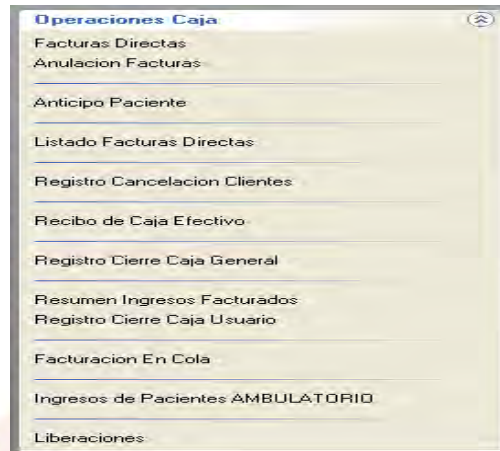 Operaciones Caja
Facturas Directas
Anulacion Facturas
Anticipo Paciente
Listado Facturas Directas
Registro Cancelacion Clientes
Recibo de Caja Efectivo
Registro Cierre Caja General
Resumen Ingresos Facturados
Registro Cierre Caja Usuario
Facturacion En Cola
Ingresos de Pacientes AMBULATORIO
Liberaciones